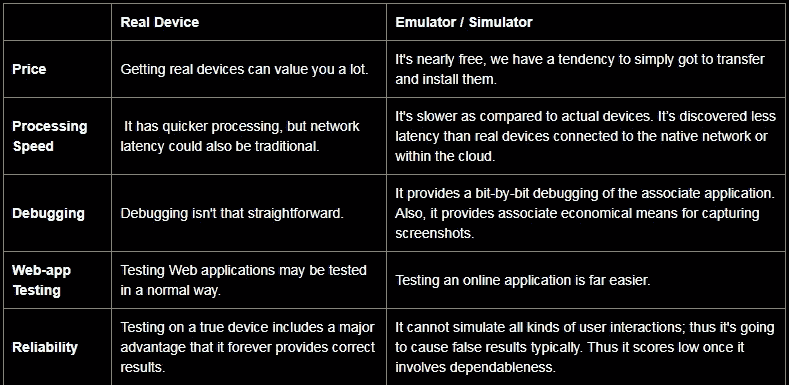 Real Device
Emulator / Simulator
Price
Getting real devices can value you a lot.
It's nearly free, we have a tendency to simply got to transfer
and install them.
Processing
Speed
It has quicker processing, but network
latency could also be traditional.
It's slower as compared to actual devices. It’s discovered less
latency than real devices connected to the native network or
within the cloud.
Debugging
Debugging isn't that straightforward.
It provides a bit-by-bit debugging of the associate application.
Also, it provides associate economical means for capturing
screenshots.
Web-app
Testing
Testing Web applications may be tested
in a normal way.
Testing an online application is far easier.
Reliability
Testing on a true device includes a major
advantage that it forever provides correct
results.
It cannot simulate all kinds of user interactions; thus it's going
to cause false results typically. Thus it scores low once it
involves dependableness.